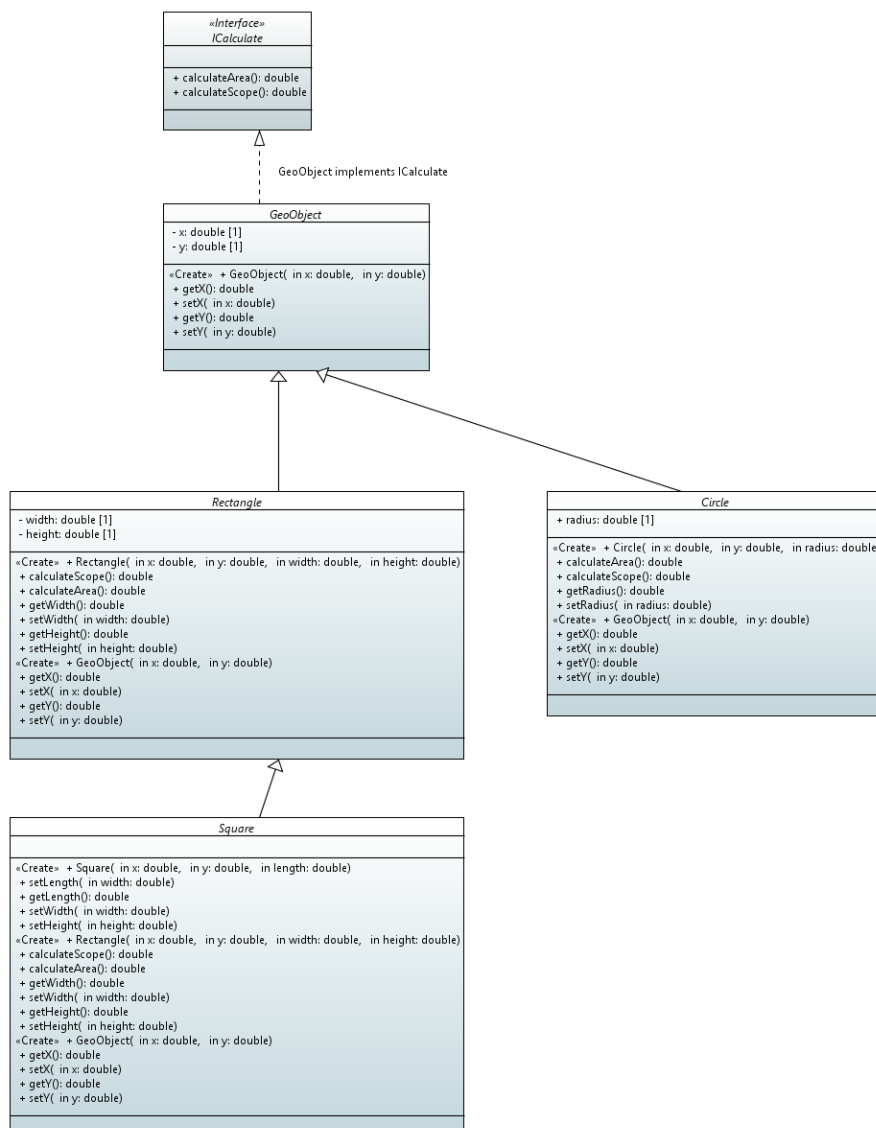 «Interface»
ICalculate
+ calculateArea(): double
+ calculateScope(): double
GeoObject implements ICalculate
GeoObject
- x: double [1]
- y: double [1]
«Create» + GeoObject( in x: double, in y: double)
+ getX(): double
+ setX( in x: double)
+ getY(): double
+ setY( in y: double)
Rectangle
- width: double [1]
- height: double [1]
«Create» + Rectangle( in x: double, in y: double, in width: double, in height: double)
+ calculateScope(): double
+ calculateArea(): double
+ getWidth(): double
+ setWidth( in width: double)
+ getHeight(): double
+ setHeight( in height: double)
«Create» + GeoObject( in x: double, in y: double)
+ getX(): double
+ setX( in x: double)
+ getY(): double
+ setY( in y: double)
Circle
+ radius: double [1]
«Create» + Circle( in x: double, in y: double, in radius: double
+ calculateArea(): double
+ calculateScope(): double
+ getRadius(): double
+ setRadius( in radius: double)
«Create» + GeoObject( in x: double, in y: double)
+ getX(): double
+ setX( in x: double)
+ getY(): double
+ setY( in y: double)
Square
«Create» + Square( in x: double, in y: double, in length: double)
+ setLength( in width: double)
+ getLength(): double
+ setWidth( in width: double)
+ setHeight( in height: double)
«Create» + Rectangle( in x: double, in y: double, in width: double, in height: double)
+ calculateScope(): double
+ calculateArea(): double
+ getWidth(): double
+ setWidth( in width: double)
+ getHeight(): double
+ setHeight( in height: double)
«Create» + GeoObject( in x: double, in y: double)
+ getX(): double
+ setX( in x: double)
+ getY(): double
+ setY( in y: double)